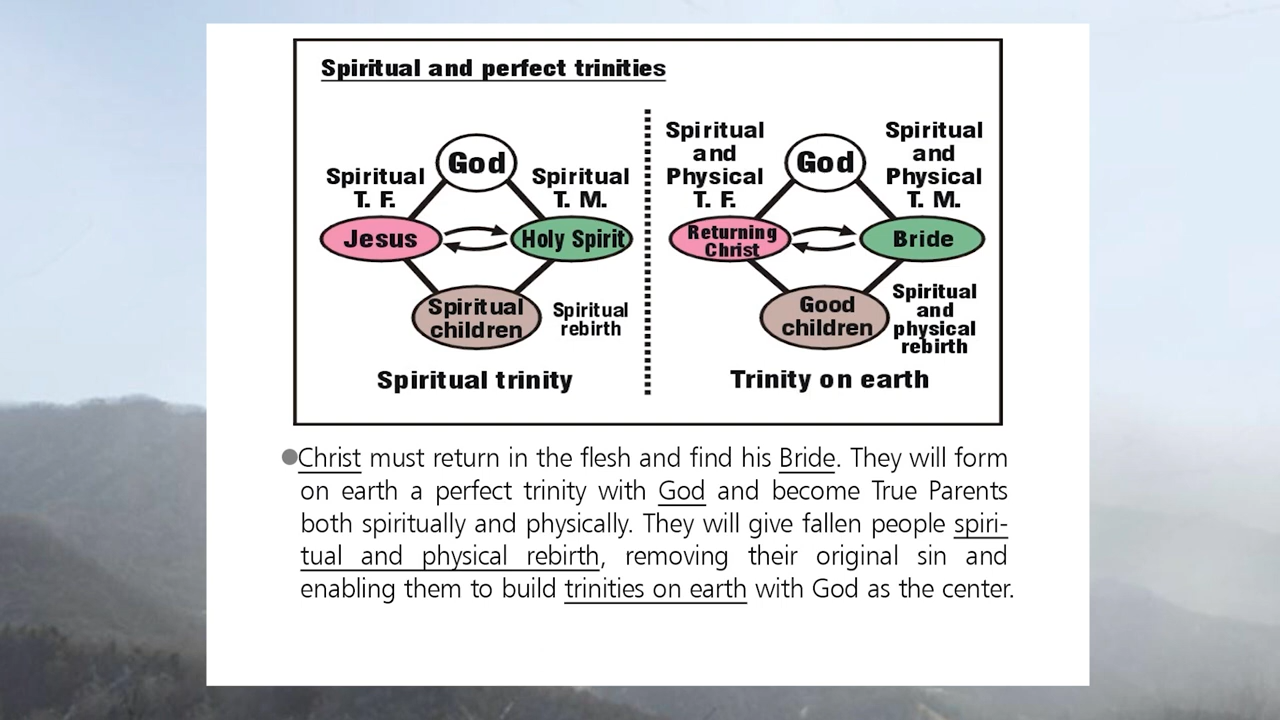 Spiritual and perfect trinities
God
Spiritual
T. F.
Spiritual
T. M.
Jesus
Holy Spirit
Spiritual
children
Spiritual
rebirth
Spiritual trinity
Spiritual
and
Physical
T. F.
God
Spiritual
and
Physical
T. M.
Returning
Christ
Bride
Good
children
Spiritual
and
physical
rebirth
Trinity on earth
●Christ must return in the flesh and find his Bride. They will form
on earth a perfect trinity with God and become True Parents
both spiritually and physically. They will give fallen people spiri-
tual and physical rebirth, removing their original sin and
enabling them to build trinities on earth with God as the center.